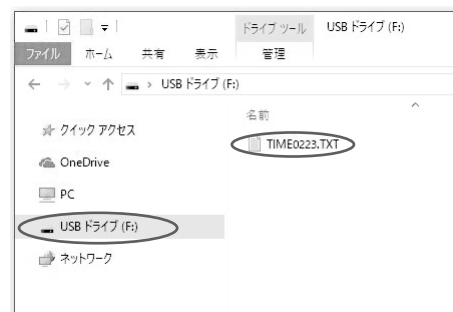 ドライブ ツール
USB ドライブ (F:)
ファイル
ホーム
共有
表示
管理
USB ドライブ (F:)
名前
クイック アクセス
TIME0223.TXT
OneDrive
PC
USB ドライブ (F:)
ネットワーク